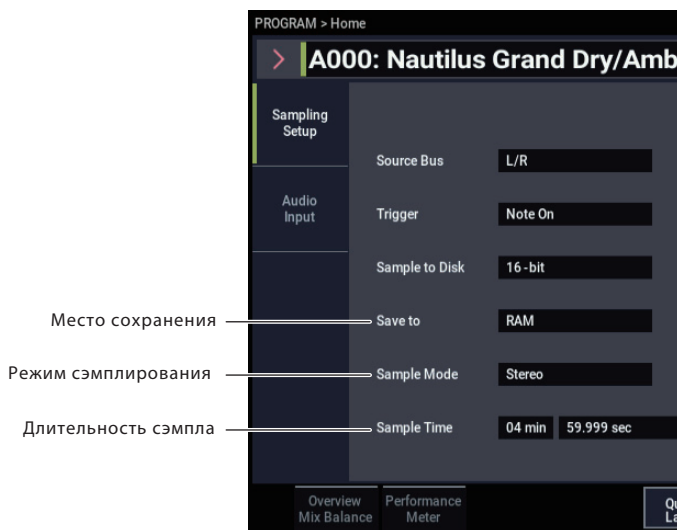 PROGRAM > Home
A000: Nautilus Grand Dry/Amb
Sampling
Setup
Source Bus L/R
Audio
Input
Trigger Note On
Sample to Disk 16-bit
Место сохранения Save to RAM
Режим сэмплирования Sample Mode Stereo
Длительность сэмпла Sample Time 04 min 59.999 sec
Overview
Mix Balance
Performance
Meter